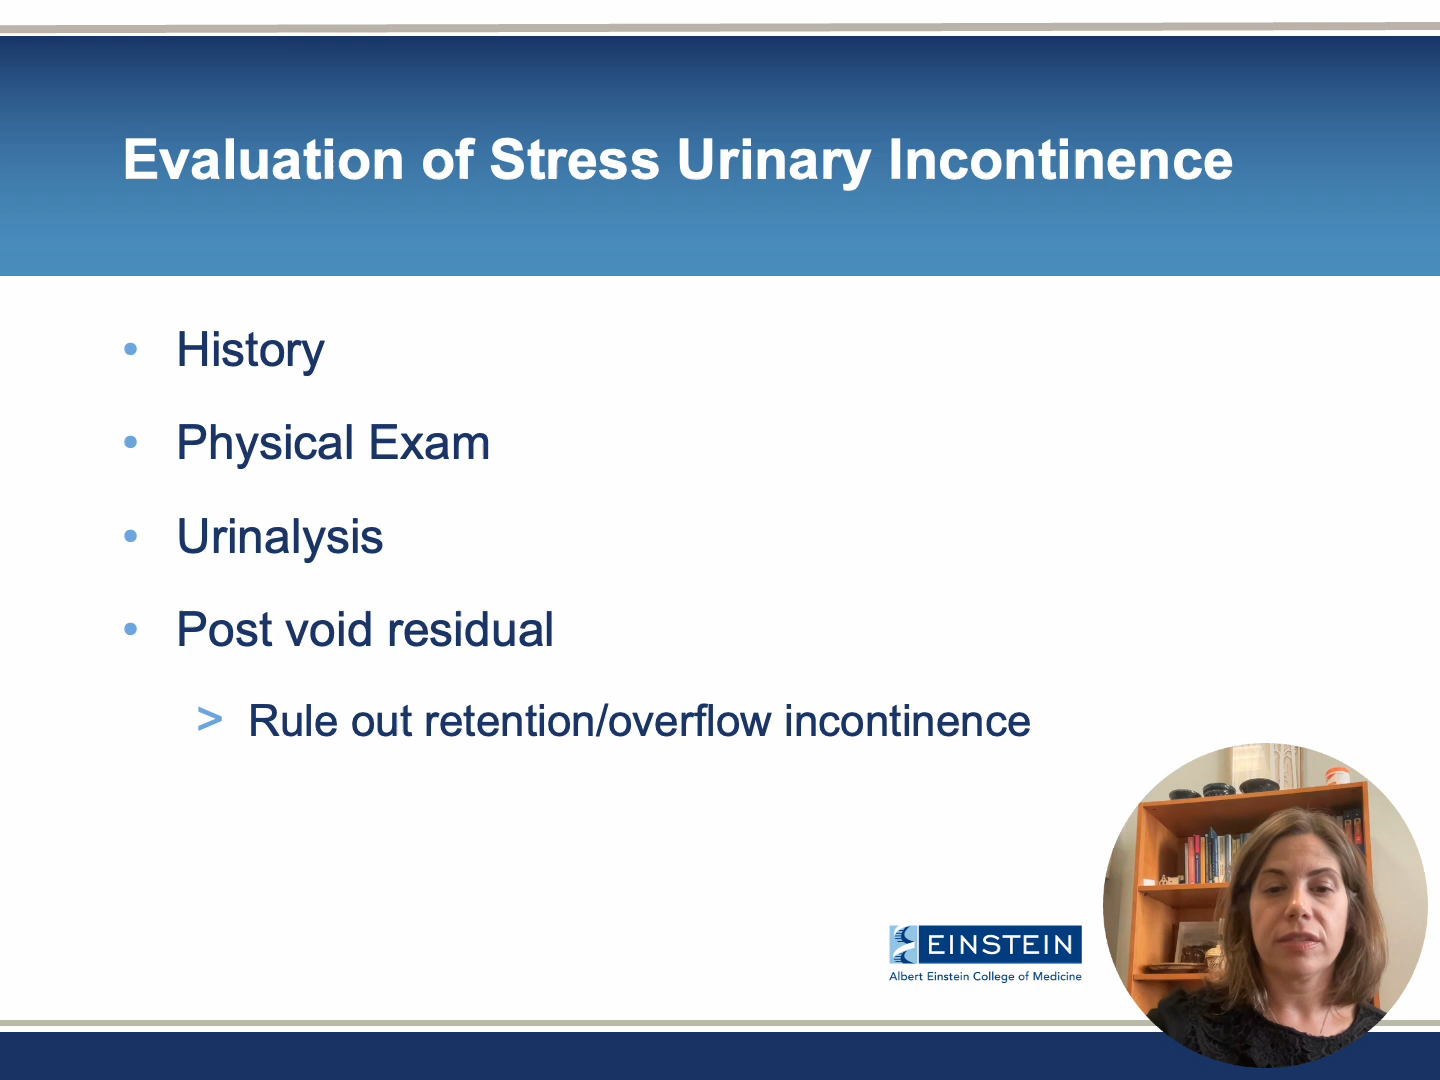 Evaluation of Stress Urinary Incontinence
• History
• Physical Exam
• Urinalysis
• Post void residual
> Rule out retention/overflow incontinence
EINSTEIN
Albert Einstein College of Medicine